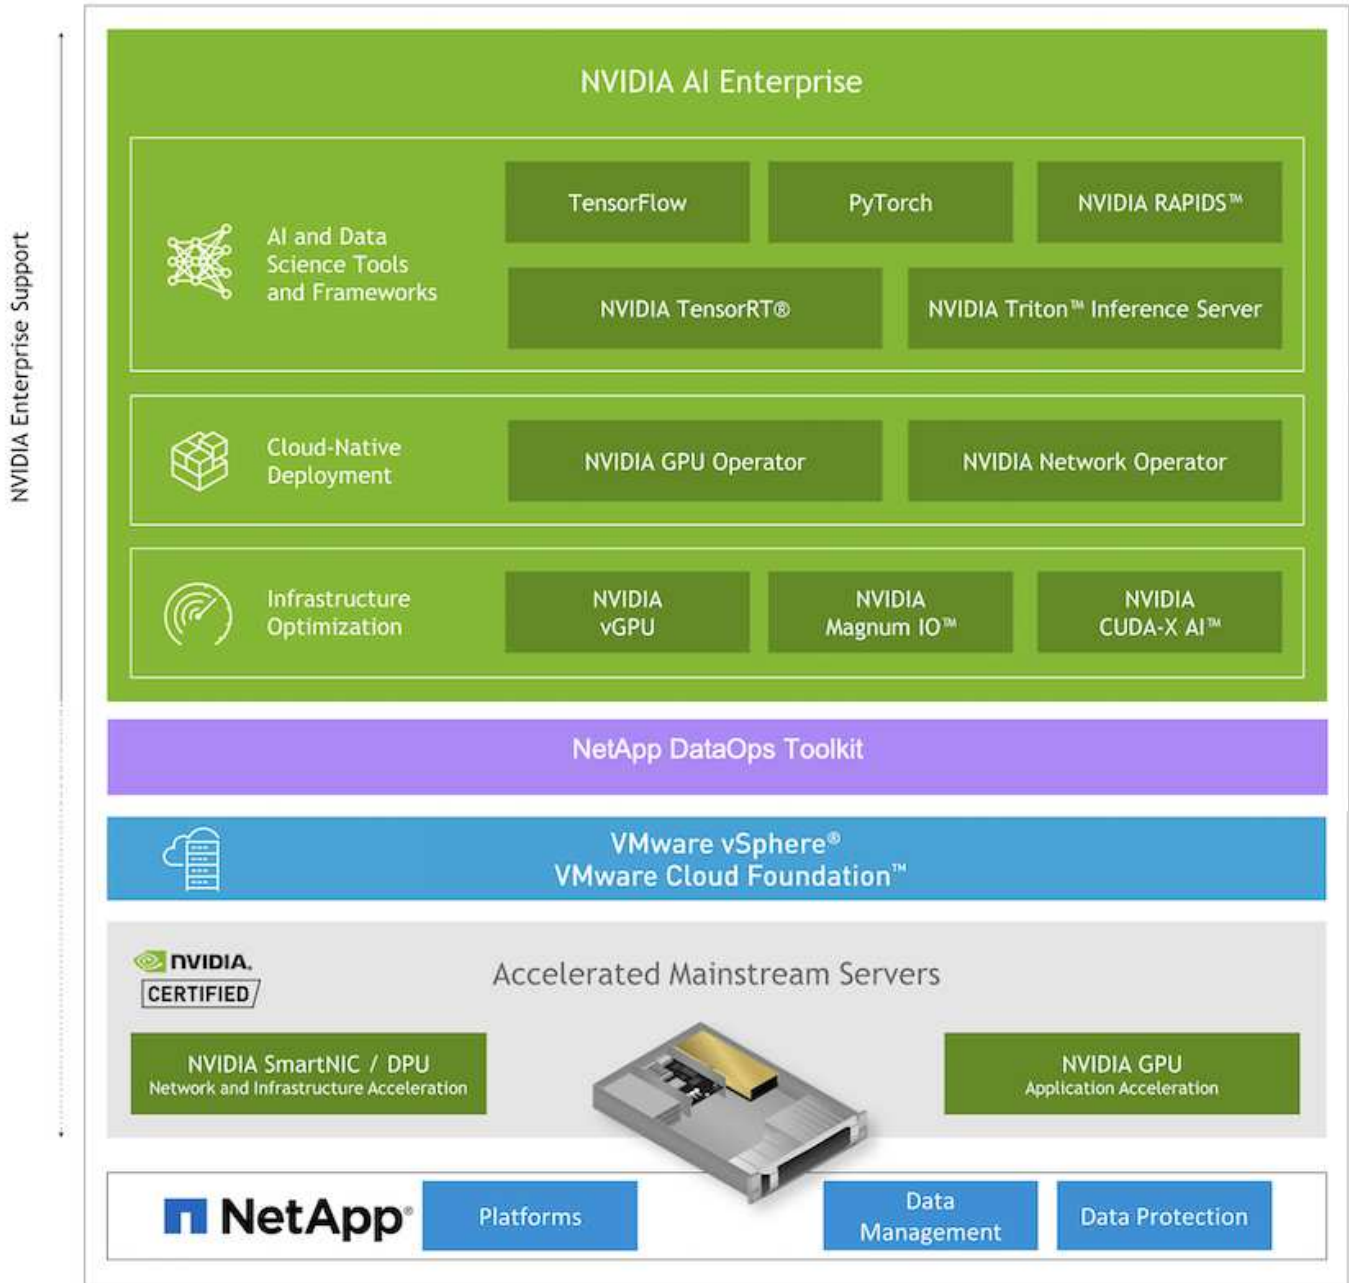 NVIDIA Enterprise Support
NVIDIA AI Enterprise
AI and Data
Science Tools
and Frameworks
TensorFlow
PyTorch
NVIDIA RAPIDS™
NVIDIA TensorRT®
NVIDIA Triton™ Inference Server
Cloud-Native
Deployment
NVIDIA GPU Operator
NVIDIA Network Operator
Infrastructure
Optimization
NVIDIA
vGPU
NVIDIA
Magnum IO™
NVIDIA
CUDA-X AI™
NetApp DataOps Toolkit
VMware vSphere®
VMware Cloud Foundation™
NVIDIA.
CERTIFIED
Accelerated Mainstream Servers
NVIDIA SmartNIC / DPU
Network and Infrastructure Acceleration
NVIDIA GPU
Application Acceleration
NetApp®
Platforms
Data
Management
Data Protection